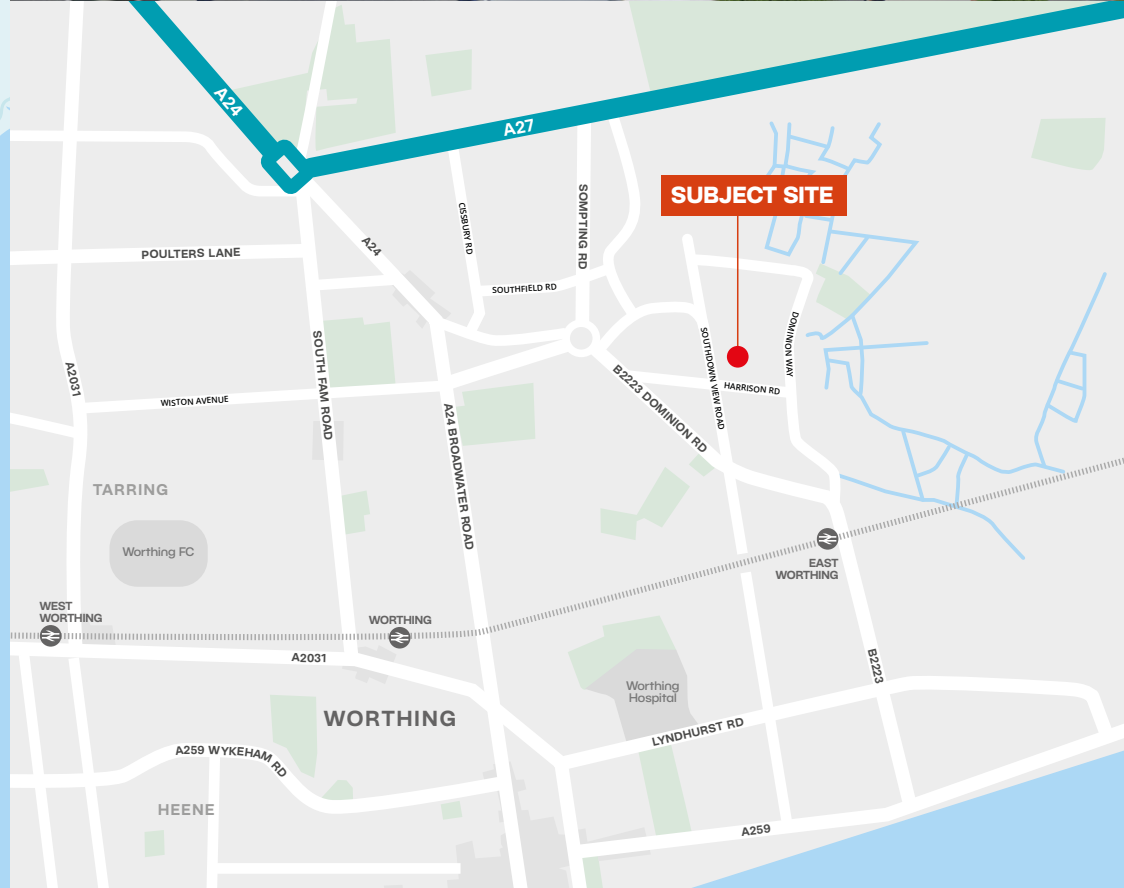 A24
A27
SUBJECT SITE
CISSBURY RD
SOMPTING RD
A24
POULTERS LANE
SOUTHFIELD RD
DOMINION WAY
SOUTHDOWN VIEW ROAD
SOUTH FAM ROAD
A2031
B2223 DOMINION RD
HARRISON RD
WISTON AVENUE
A24 BROADWATER ROAD
TARRING
Worthing FC
EAST
WORTHING
WEST
WORTHING
WORTHING
A2031
B2223
Worthing
Hospital
WORTHING
LYNDHURST RD
A259 WYKEHAM RD
HEENE
A259